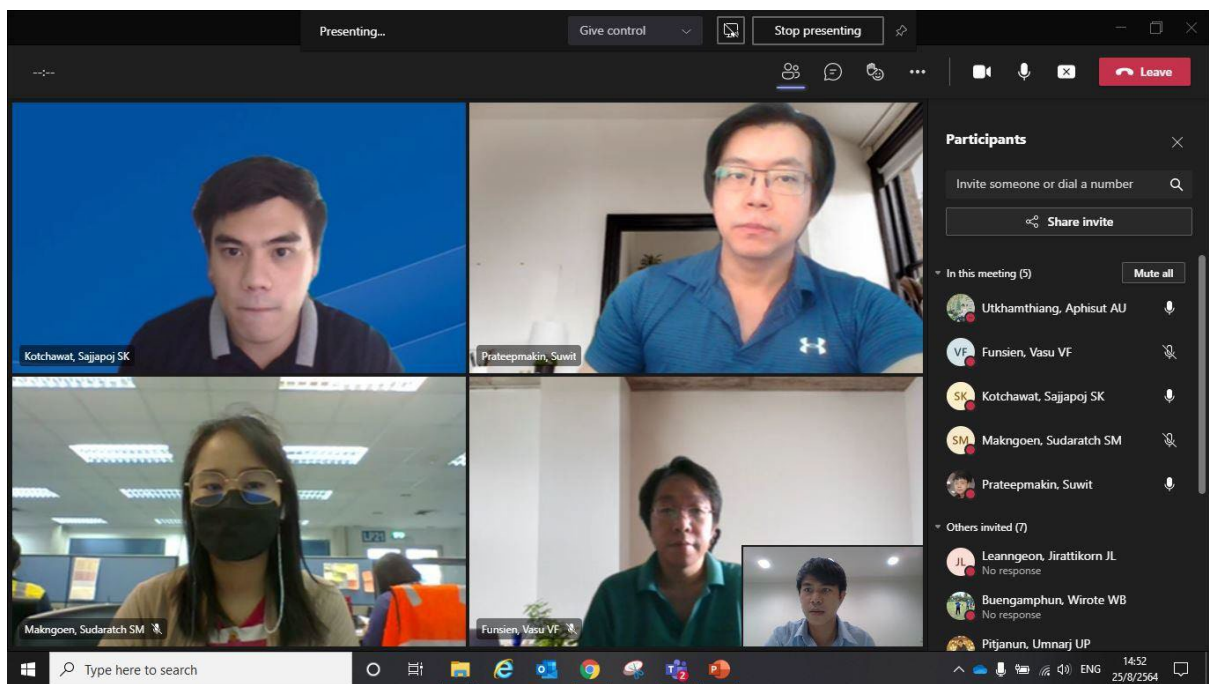 Presenting...
Give control
Stop presenting
--:--
Leave
Kotchawat, Sajjapoj SK
Prateepmakin, Suwit
LP21
Makngoen, Sudaratch SM
Funsien, Vasu VF
Participants
Invite someone or dial a number
Share invite
In this meeting (5)
Mute all
Utkhamthiang, Aphisut AU
VF
Funsien, Vasu VF
SK
Kotchawat, Sajjapoj SK
SM
Makngoen, Sudaratch SM
Prateepmakin, Suwit
Others invited (7)
JL
Leanngeon, Jirattikorn JL
No response
Buengamphun, Wirote WB
No response
Pitjanun, Umnarj UP
Type here to search
ENG
14:52
25/8/2564